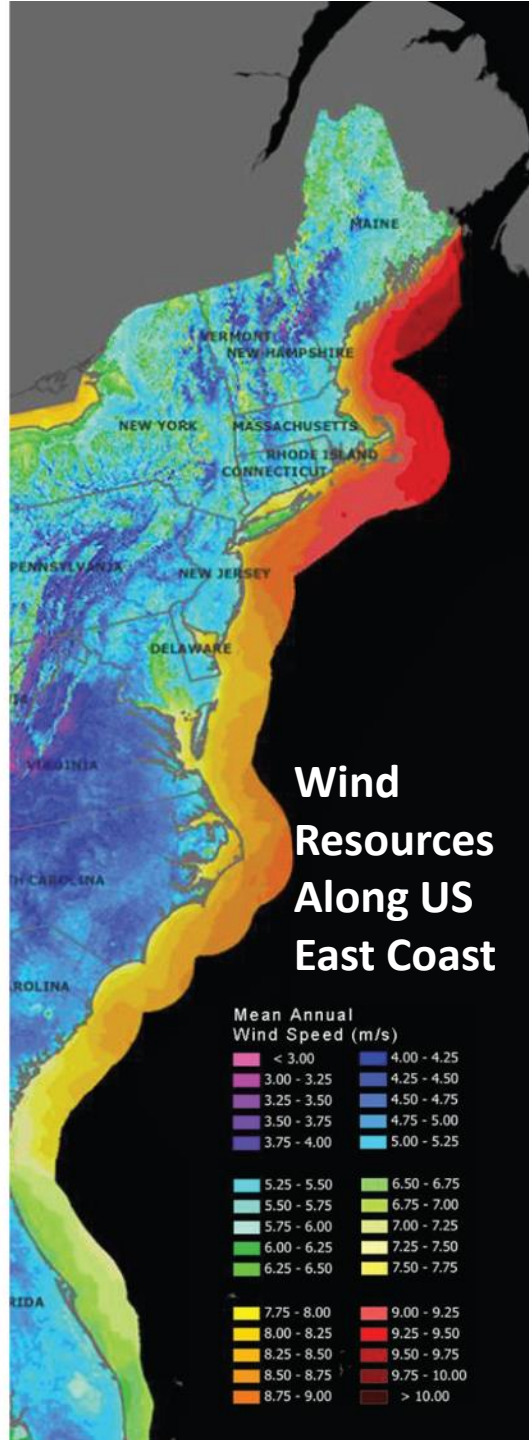 MAINE
VERMONT
NEW HAMPSHIRE
NEW YORK
MASSACHUSETTS
RHODE ISLAND
CONNECTICUT
PENNSYLVANIA
NEW JERSEY
DELAWARE
IA
VIRGINIA
Wind
Resources
Along US
East Coast
TH CAROLINA
AROLINA
RIDA
Mean Annual
Wind Speed (m/s)
< 3.00
3.00 - 3.25
3.25 - 3.50
3.50 - 3.75
3.75 - 4.00
4.00 - 4.25
4.25 - 4.50
4.50 - 4.75
4.75 - 5.00
5.00 - 5.25
5.25 - 5.50
5.50 - 5.75
5.75 - 6.00
6.00 - 6.25
6.25 - 6.50
6.50 - 6.75
6.75 - 7.00
7.00 - 7.25
7.25 - 7.50
7.50 - 7.75
7.75 - 8.00
8.00 - 8.25
8.25 - 8.50
8.50 - 8.75
8.75 - 9.00
9.00 - 9.25
9.25 - 9.50
9.50 - 9.75
9.75 - 10.00
> 10.00